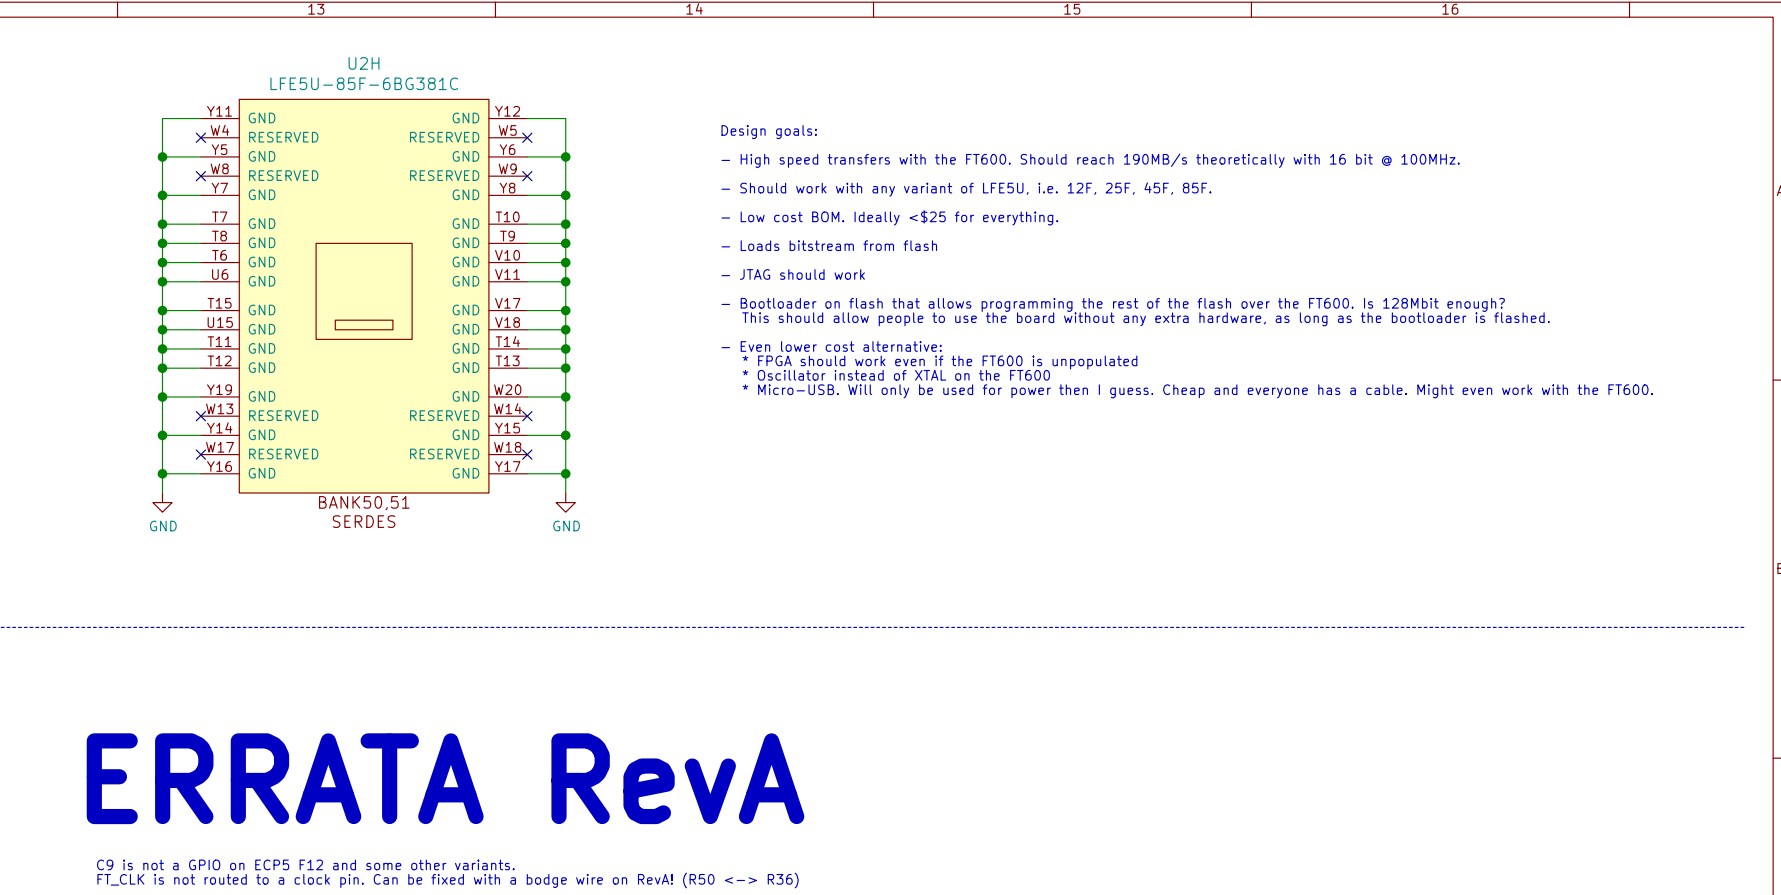 13 14 15 16
U2H
LFE5U-85F-6BG381C
Y11 GND GND Y12
W4 RESERVED RESERVED W5
Y5 GND GND Y6
W8 RESERVED RESERVED W9
Y7 GND GND Y8
T7 GND GND T10
T8 GND GND T9
T6 GND GND V10
U6 GND GND V11
T15 GND GND V17
U15 GND GND V18
T11 GND GND T14
T12 GND GND T13
Y19 GND GND W20
W13 RESERVED RESERVED W14
Y14 GND GND Y15
W17 RESERVED RESERVED W18
Y16 GND GND Y17
BANK50,51
SERDES
GND GND
Design goals:
- High speed transfers with the FT600. Should reach 190MB/s theoretically with 16 bit @ 100MHz.
- Should work with any variant of LFE5U, i.e. 12F, 25F, 45F, 85F.
- Low cost BOM. Ideally <$25 for everything.
- Loads bitstream from flash
- JTAG should work
- Bootloader on flash that allows programming the rest of the flash over the FT600. Is 128Mbit enough?
This should allow people to use the board without any extra hardware, as long as the bootloader is flashed.
- Even lower cost alternative:
* FPGA should work even if the FT600 is unpopulated
* Oscillator instead of XTAL on the FT600
* Micro-USB. Will only be used for power then I guess. Cheap and everyone has a cable. Might even work with the FT600.
ERRATA RevA
C9 is not a GPIO on ECP5 F12 and some other variants.
FT_CLK is not routed to a clock pin. Can be fixed with a bodge wire on RevA! (R50 <-> R36)